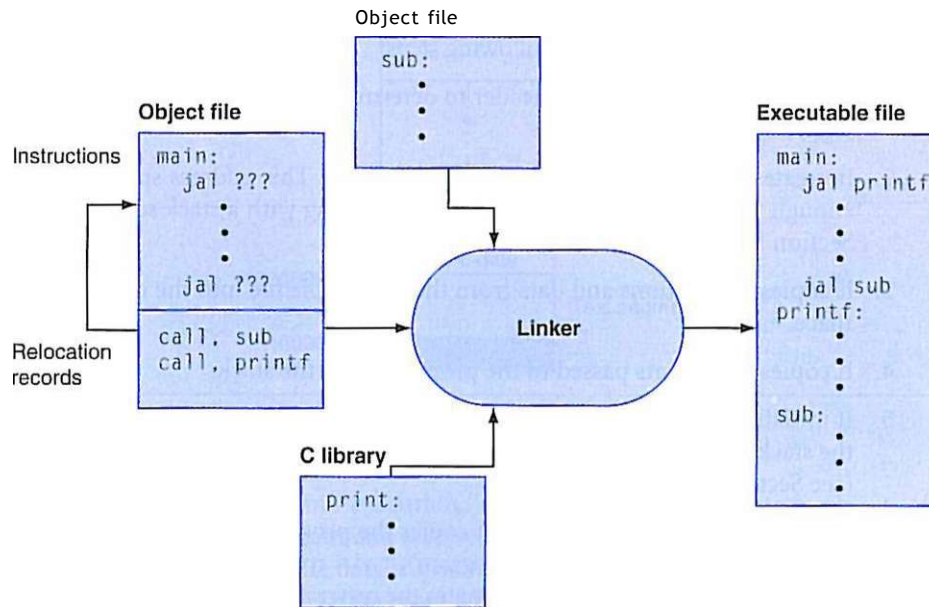 Object file
sub:
Object file
Instructions
main:
jal ???
jal ???
Relocation records
call, sub
call, printf
Linker
C library
print:
Executable file
main:
jal printf
jal sub
printf:
sub: